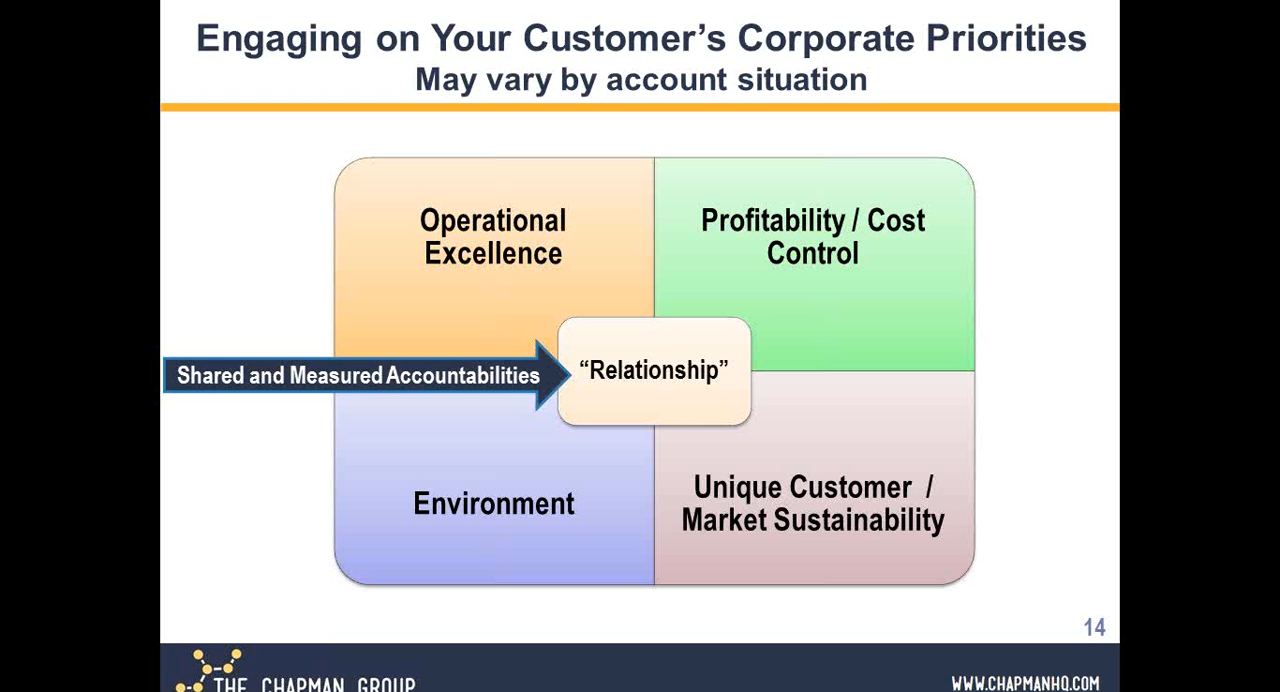 Engaging on Your Customer's Corporate Priorities
May vary by account situation
Operational
Excellence
Profitability / Cost
Control
Shared and Measured Accountabilities
“Relationship”
Environment
Unique Customer /
Market Sustainability
14
THE CHAPMAN GROUP
WWW.CHAPMANHQ.COM